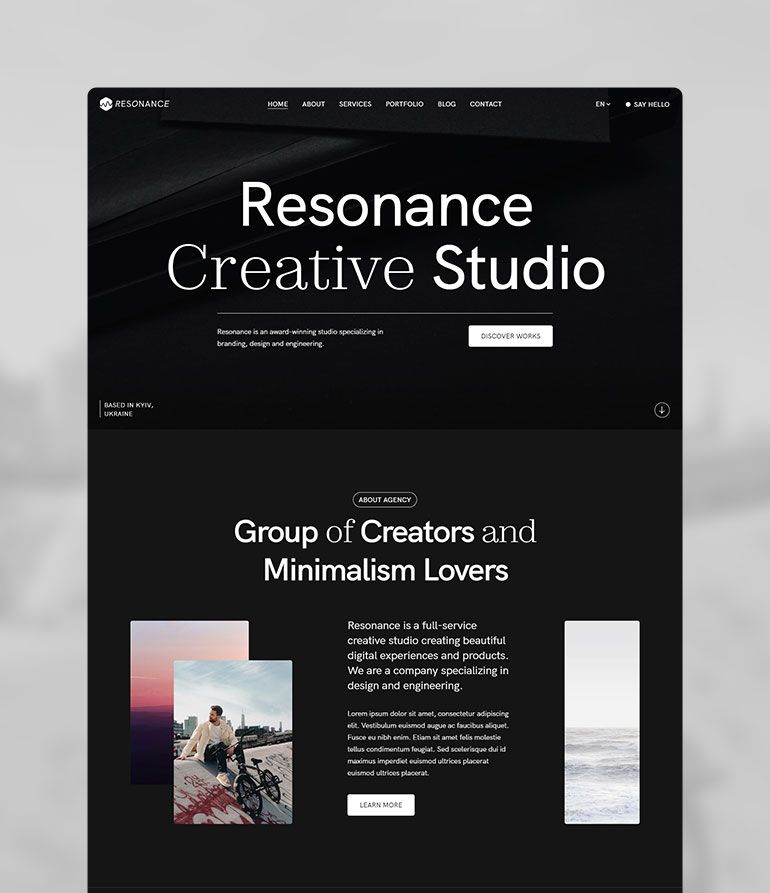 RESONANCE
HOME ABOUT SERVICES PORTFOLIO BLOG CONTACT
EN
SAY HELLO
Resonance
Creative Studio
Resonance is an award-winning studio specializing in
branding, design and engineering.
DISCOVER WORKS
BASED IN KYIV,
UKRAINE
ABOUT AGENCY
Group of Creators and
Minimalism Lovers
Resonance is a full-service
creative studio creating beautiful
digital experiences and products.
We are a company specializing in
design and engineering.
Lorem ipsum dolor sit amet, consectetur adipiscing
elit. Vestibulum euismod augue ac faucibus aliquet.
Fusce eu nibh enim. Etiam sit amet felis molestie
tellus condimentum feugiat. Sed scelerisque dui id
maximus imperdiet euismod ultrices placerat
euismod ultrices placerat.
LEARN MORE